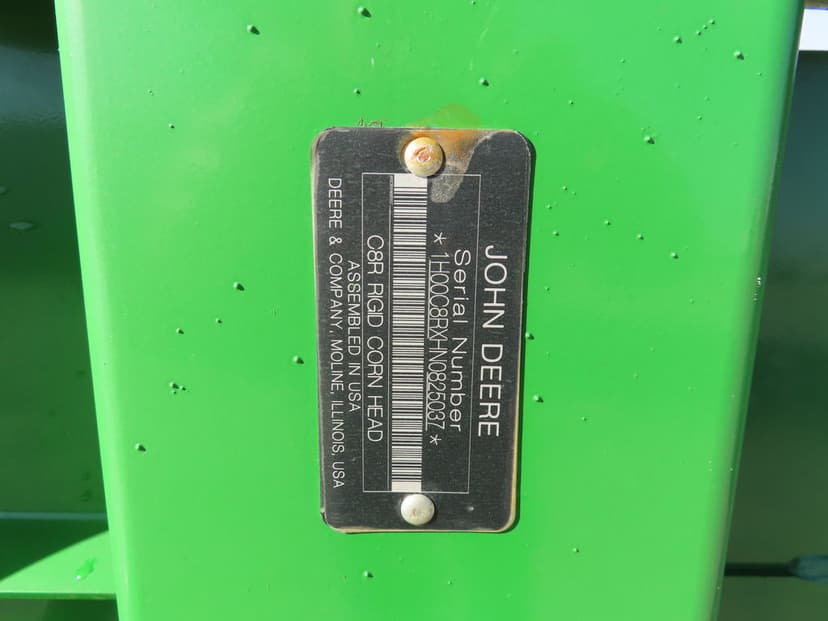 JOHN DEERE
Serial Number
*1H00C8RXHN0825037*
C8R RIGID CORN HEAD
ASSEMBLED IN USA
DEERE & COMPANY, MOLINE, ILLINOIS, USA